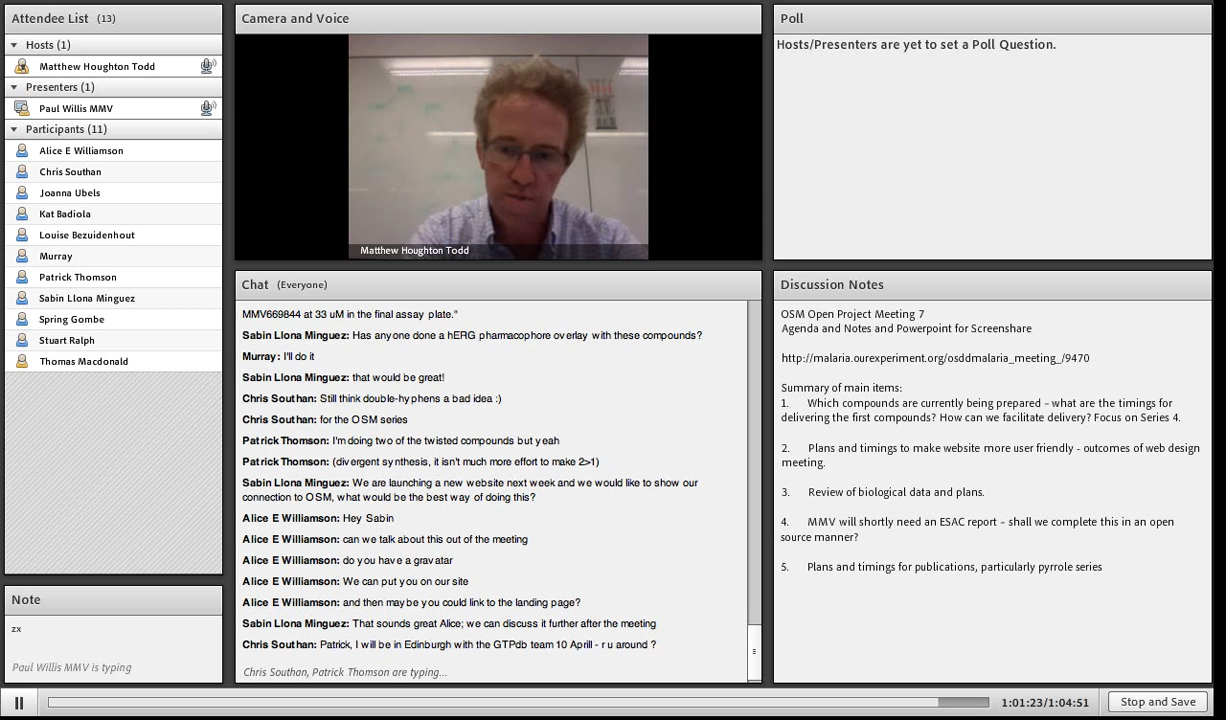 Attendee List (13)
Hosts (1)
Matthew Houghton Todd
Presenters (1)
Paul Willis MMV
Participants (11)
Alice E Williamson
Chris Southan
Joanna Ubels
Kat Badiola
Louise Bezuidenhout
Murray
Patrick Thomson
Sabin Llona Minguez
Spring Gombe
Stuart Ralph
Thomas Macdonald
Note
zx
Paul Willis MMV is typing
Camera and Voice
Matthew Houghton Todd
Chat (Everyone)
MMV669844 at 33 uM in the final assay plate."
Sabin Llona Minguez: Has anyone done a hERG pharmacophore overlay with these compounds?
Murray: I'll do it
Sabin Llona Minguez: that would be great!
Chris Southan: Still think double-hyphens a bad idea :)
Chris Southan: for the OSM series
Patrick Thomson: I'm doing two of the twisted compounds but yeah
Patrick Thomson: (divergent synthesis, it isn't much more effort to make 2>1)
Sabin Llona Minguez: We are launching a new website next week and we would like to show our
connection to OSM, what would be the best way of doing this?
Alice E Williamson: Hey Sabin
Alice E Williamson: can we talk about this out of the meeting
Alice E Williamson: do you have a gravatar
Alice E Williamson: We can put you on our site
Alice E Williamson: and then maybe you could link to the landing page?
Sabin Llona Minguez: That sounds great Alice; we can discuss it further after the meeting
Chris Southan: Patrick, I will be in Edinburgh with the GTPdb team 10 Aprill - r u around ?
Chris Southan, Patrick Thomson are typing...
Poll
Hosts/Presenters are yet to set a Poll Question.
Discussion Notes
OSM Open Project Meeting 7
Agenda and Notes and Powerpoint for Screenshare
http://malaria.ourexperiment.org/osddmalaria_meeting_/9470
Summary of main items:
1. Which compounds are currently being prepared – what are the timings for
delivering the first compounds? How can we facilitate delivery? Focus on Series 4.
2. Plans and timings to make website more user friendly - outcomes of web design
meeting.
3. Review of biological data and plans.
4. MMV will shortly need an ESAC report – shall we complete this in an open
source manner?
5. Plans and timings for publications, particularly pyrrole series
1:01:23/1:04:51
Stop and Save